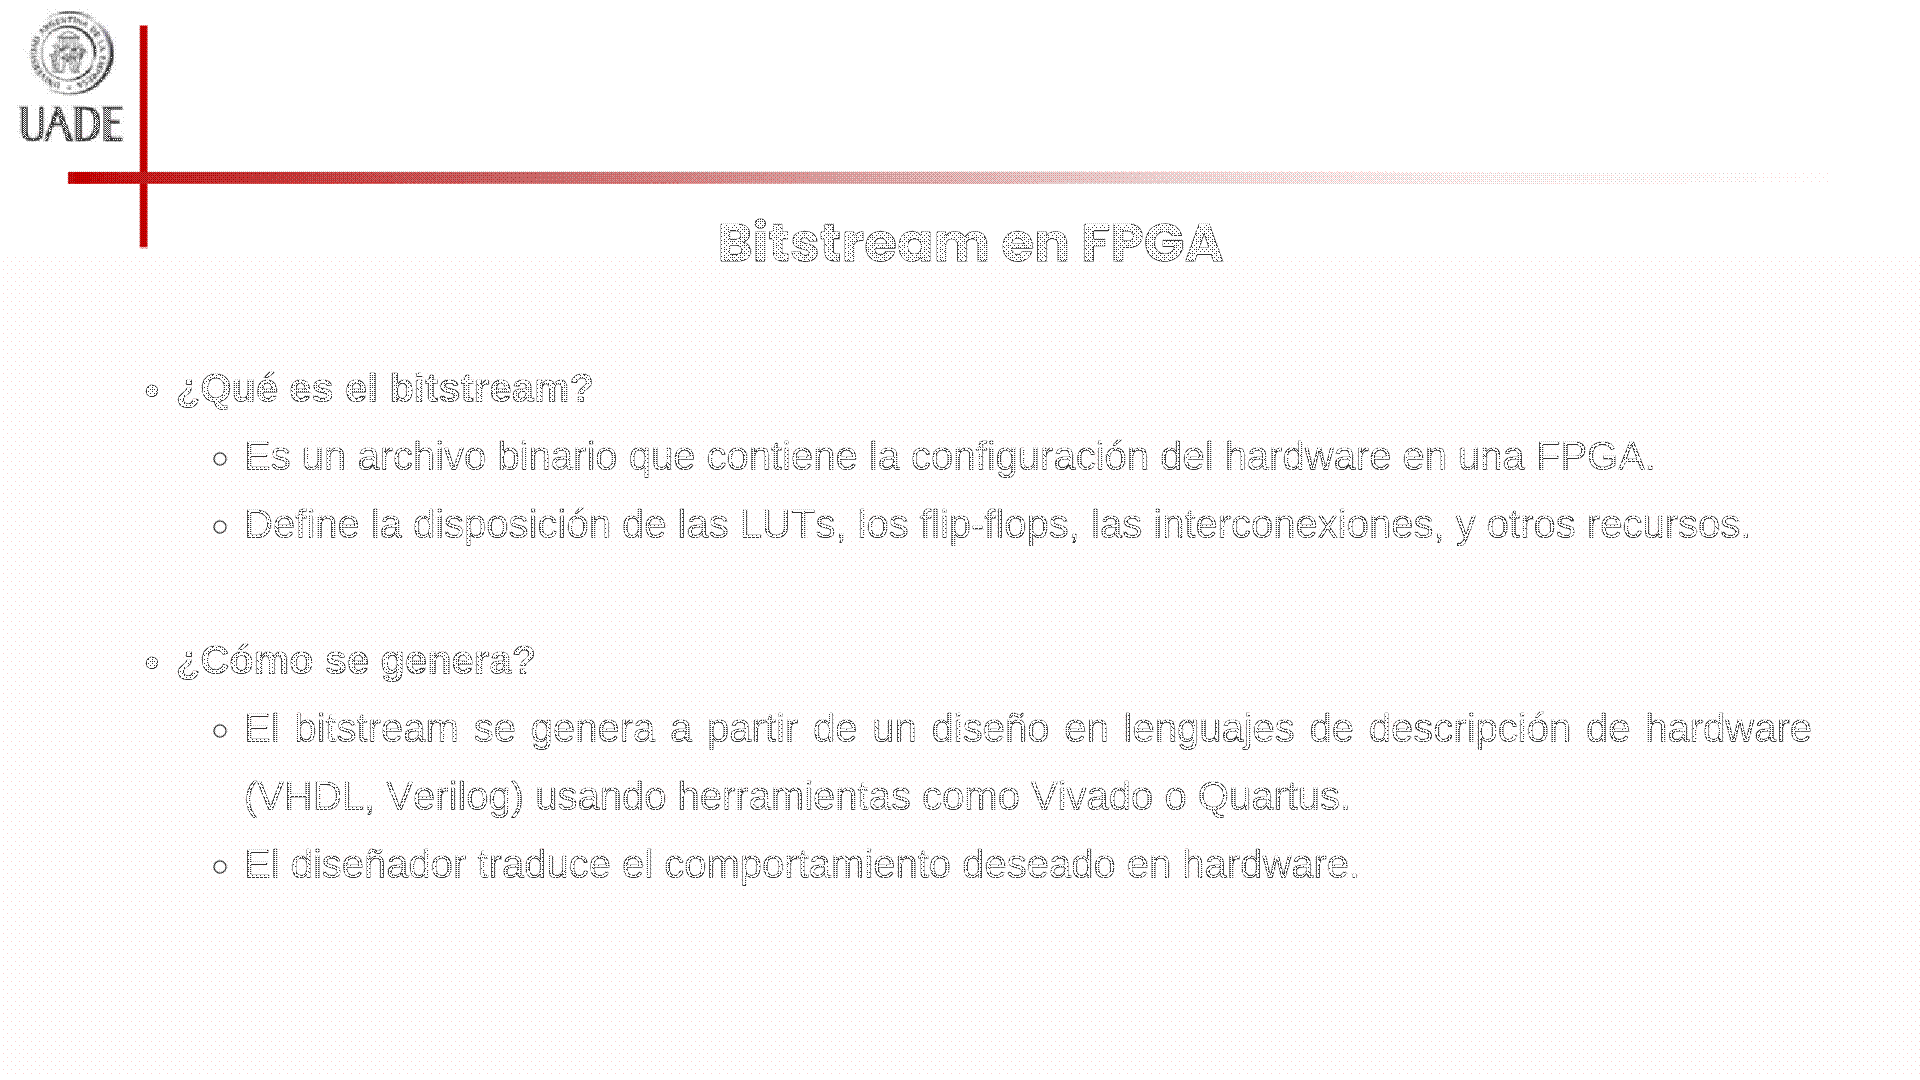 UADE
Bitstream en FPGA
• ¿Qué es el bitstream?
○ Es un archivo binario que contiene la configuración del hardware en una FPGA.
○ Define la disposición de las LUTs, los flip-flops, las interconexiones, y otros recursos.
• ¿Cómo se genera?
○ El bitstream se genera a partir de un diseño en lenguajes de descripción de hardware
(VHDL, Verilog) usando herramientas como Vivado o Quartus.
○ El diseñador traduce el comportamiento deseado en hardware.